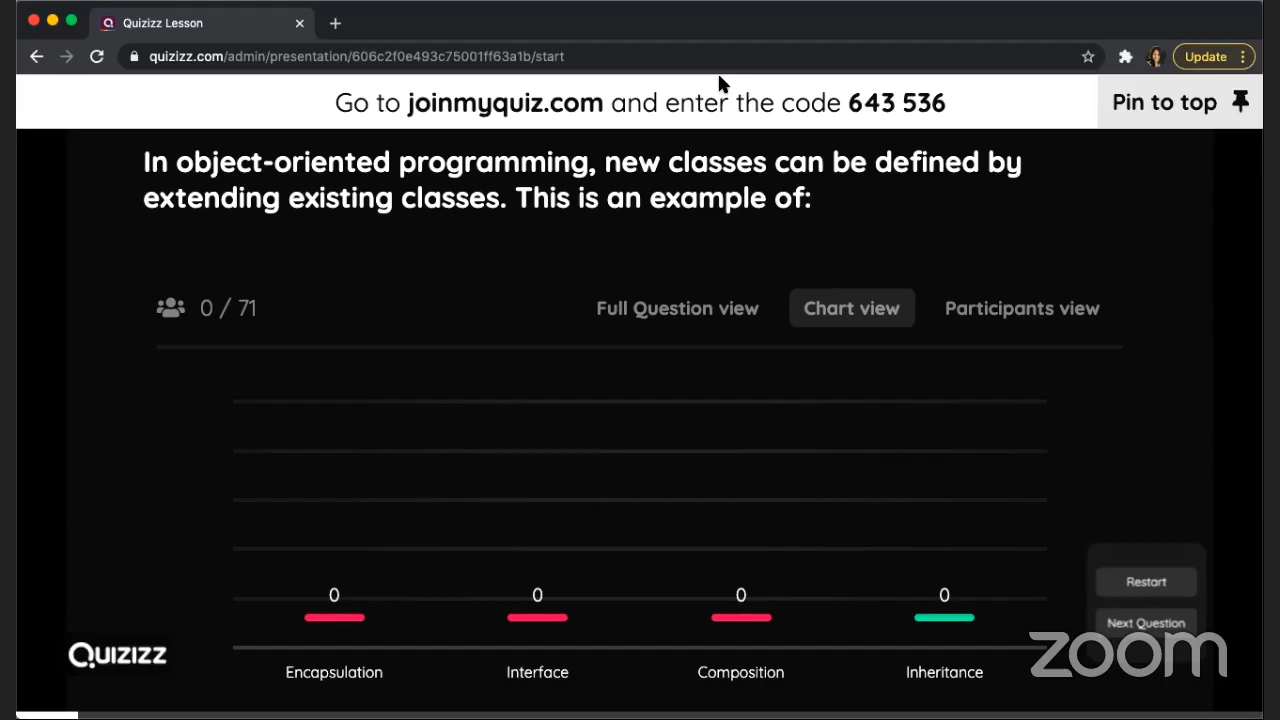 Quizizz Lesson
quizizz.com/admin/presentation/606c2f0e493c75001ff63a1b/start
Update
Go to joinmyquiz.com and enter the code 643 536
Pin to top
In object-oriented programming, new classes can be defined by
extending existing classes. This is an example of:
0 / 71
Full Question view
Chart view
Participants view
0
0
0
0
Encapsulation
Interface
Composition
Inheritance
Restart
Next Question
Quizizz
zoom